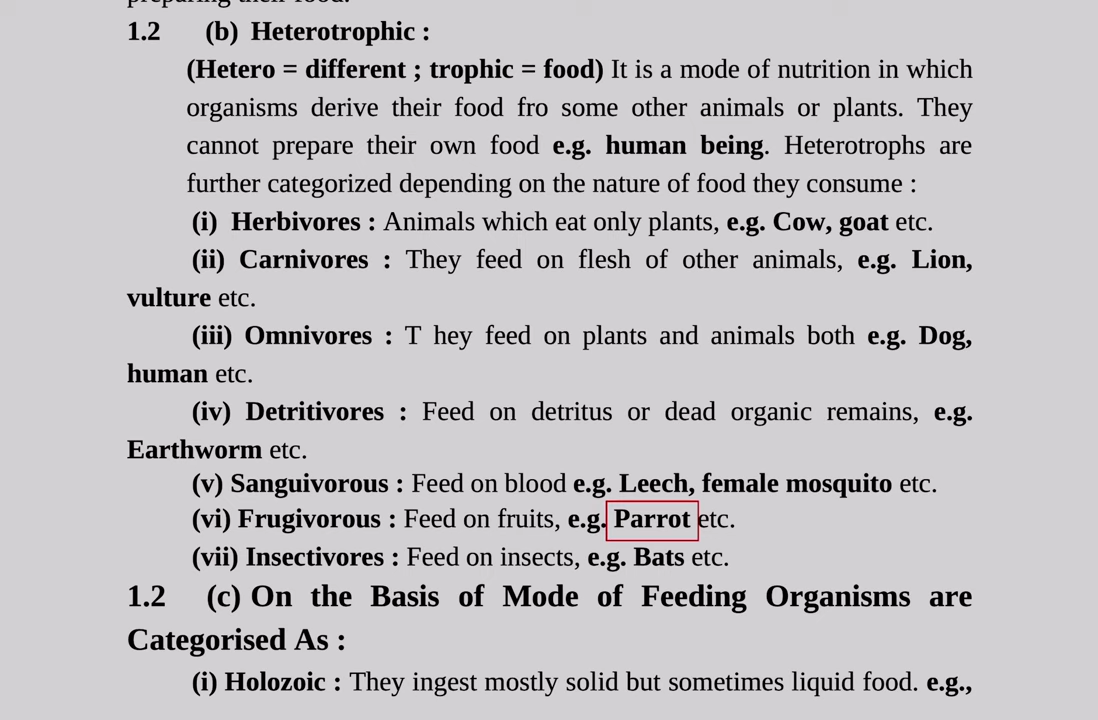 preparing their food.
1.2 (b) Heterotrophic :
(Hetero = different ; trophic = food) It is a mode of nutrition in which
organisms derive their food fro some other animals or plants. They
cannot prepare their own food e.g. human being. Heterotrophs are
further categorized depending on the nature of food they consume :
(i) Herbivores : Animals which eat only plants, e.g. Cow, goat etc.
(ii) Carnivores : They feed on flesh of other animals, e.g. Lion,
vulture etc.
(iii) Omnivores : T hey feed on plants and animals both e.g. Dog,
human etc.
(iv) Detritivores : Feed on detritus or dead organic remains, e.g.
Earthworm etc.
(v) Sanguivorous : Feed on blood e.g. Leech, female mosquito etc.
(vi) Frugivorous : Feed on fruits, e.g. Parrot etc.
(vii) Insectivores : Feed on insects, e.g. Bats etc.
1.2 (c) On the Basis of Mode of Feeding Organisms are
Categorised As :
(i) Holozoic : They ingest mostly solid but sometimes liquid food. e.g.,